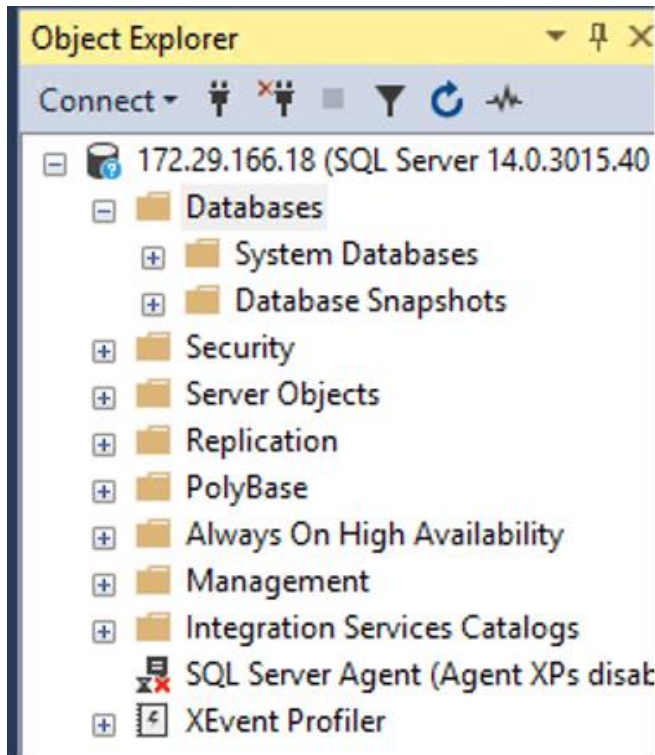 Object Explorer
Connect
172.29.166.18 (SQL Server 14.0.3015.40
Databases
System Databases
Database Snapshots
Security
Server Objects
Replication
PolyBase
Always On High Availability
Management
Integration Services Catalogs
SQL Server Agent (Agent XPs disab
XEvent Profiler